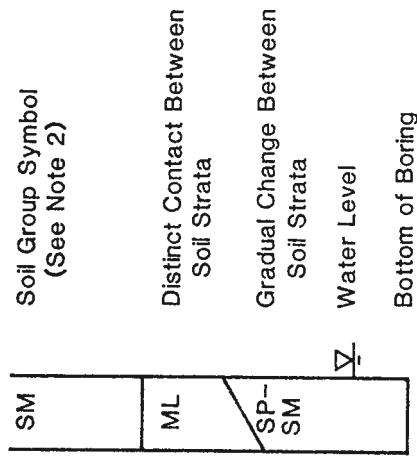 SM
Soil Group Symbol
(See Note 2)
ML
Distinct Contact Between
Soil Strata
SP-
SM
Gradual Change Between
Soil Strata
Water Level
Bottom of Boring